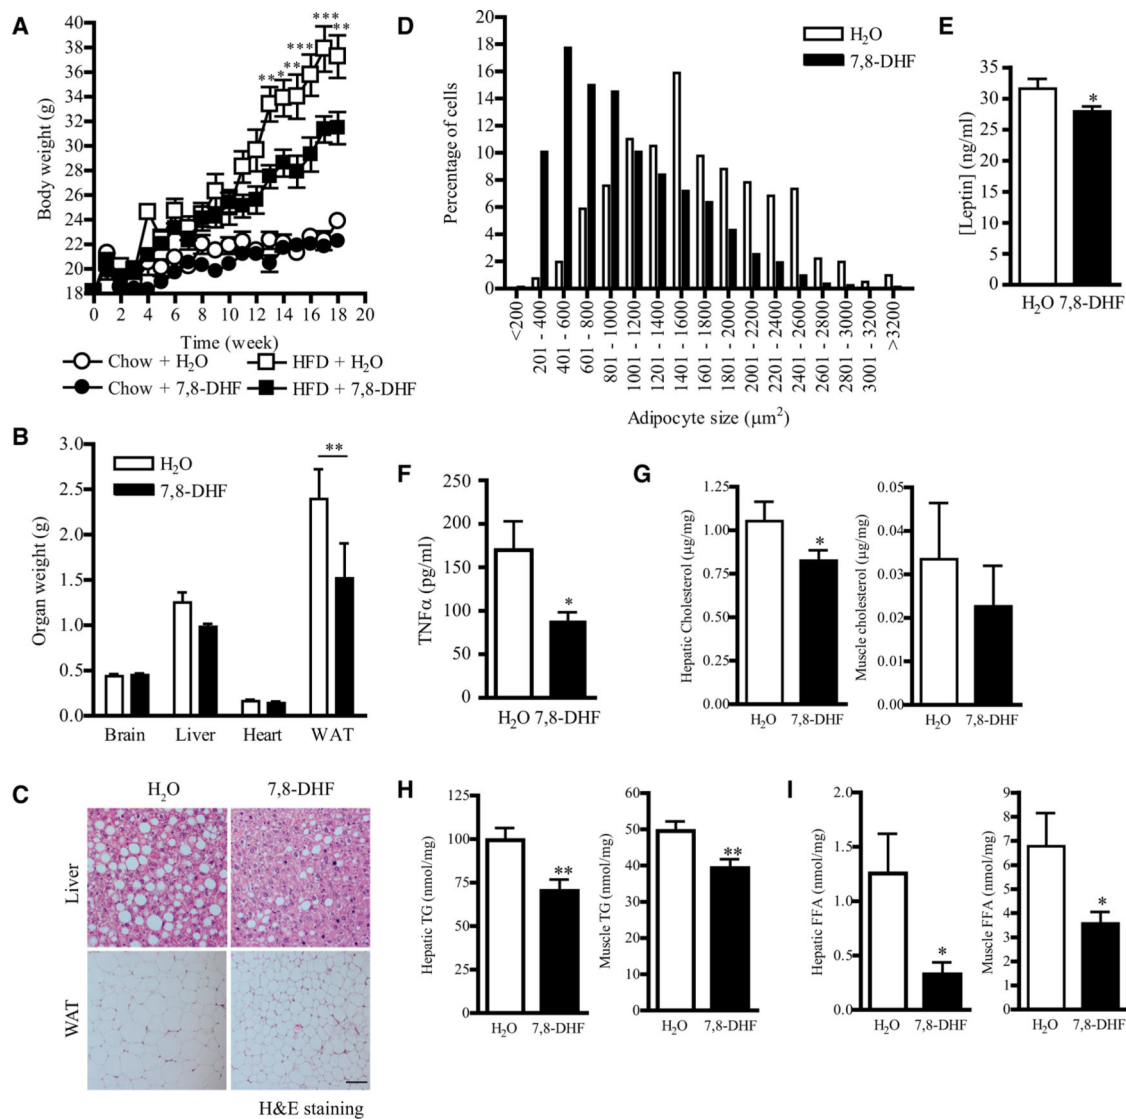 A
Body weight (g)
40
38
36
34
32
30
28
26
24
22
20
18
** * ** *** *** **
0 2 4 6 8 10 12 14 16 18 20
Time (week)
Chow + H2O
HFD + H2O
Chow + 7,8-DHF
HFD + 7,8-DHF
D
Percentage of cells
20
18
16
14
12
10
8
6
4
2
0
H2O
7,8-DHF
<200
201 - 400
401 - 600
601 - 800
801 - 1000
1001 - 1200
1201 - 1400
1401 - 1600
1601 - 1800
1801 - 2000
2001 - 2200
2201 - 2400
2401 - 2600
2601 - 2800
2801 - 3000
3001 - 3200
>3200
Adipocyte size (μm2)
E
[Leptin] (ng/ml)
35
30
25
20
15
10
5
0
*
H2O 7,8-DHF
B
Organ weight (g)
3.0
2.5
2.0
1.5
1.0
0.5
0.0
H2O
7,8-DHF
**
Brain Liver Heart WAT
F
TNFα (pg/ml)
250
200
150
100
50
0
*
H2O 7,8-DHF
G
Hepatic Cholesterol (μg/mg)
1.25
1.00
0.75
0.50
0.25
0.00
*
H2O 7,8-DHF
Muscle cholesterol (μg/mg)
0.05
0.04
0.03
0.02
0.01
0.00
H2O 7,8-DHF
C
H2O 7,8-DHF
Liver
WAT
H&E staining
H
Hepatic TG (nmol/mg)
125
100
75
50
25
0
**
H2O 7,8-DHF
Muscle TG (nmol/mg)
60
50
40
30
20
10
0
**
H2O 7,8-DHF
I
Hepatic FFA (nmol/mg)
2.0
1.5
1.0
0.5
0.0
*
H2O 7,8-DHF
Muscle FFA (nmol/mg)
9
8
7
6
5
4
3
2
1
0
*
H2O 7,8-DHF